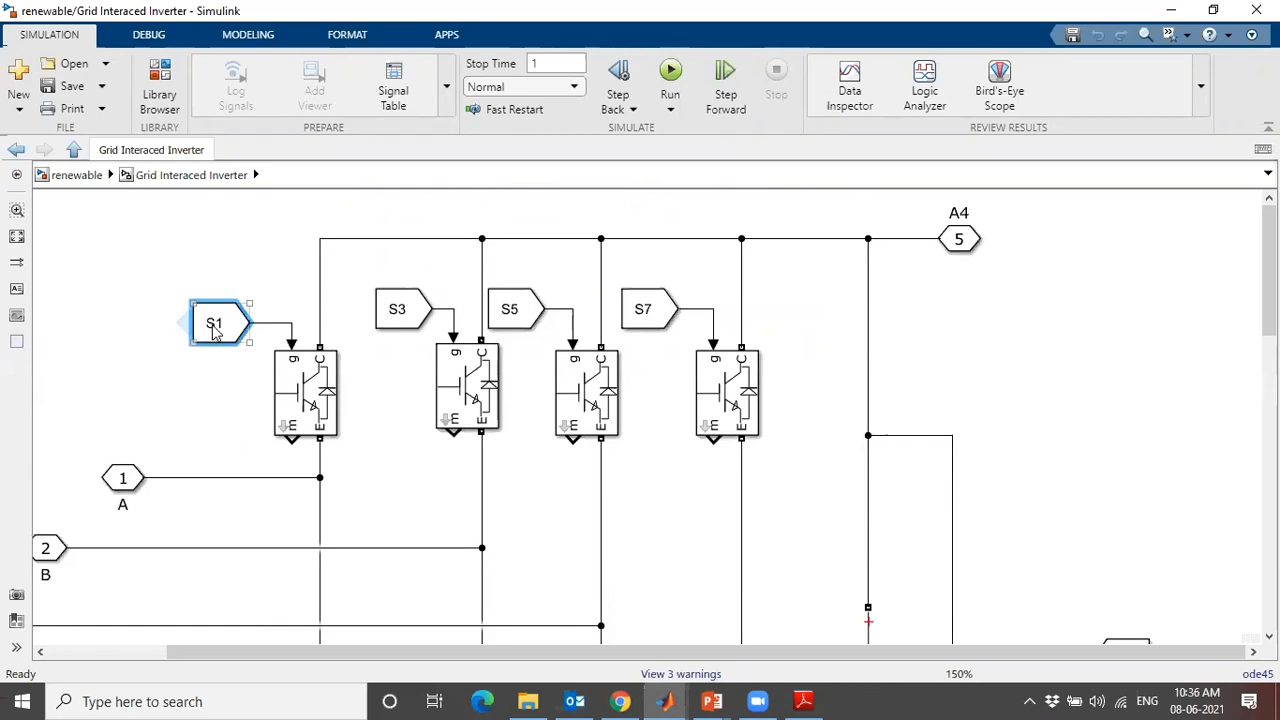 renewable/Grid Interaced Inverter - Simulink
SIMULATION DEBUG MODELING FORMAT APPS
New
Open
Save
Print
FILE
Library Browser
LIBRARY
Log Signals
Add Viewer
Signal Table
PREPARE
Stop Time 1
Normal
Fast Restart
Step Back
Run
Step Forward
Stop
SIMULATE
Data Inspector
Logic Analyzer
Bird's-Eye Scope
REVIEW RESULTS
Grid Interaced Inverter
renewable Grid Interaced Inverter
A4
5
S1
S3
S5
S7
g C
g C
g C
g C
m E
m E
m E
m E
1
A
2
B
Ready View 3 warnings 150% ode45
Type here to search
ENG
10:36 AM
08-06-2021